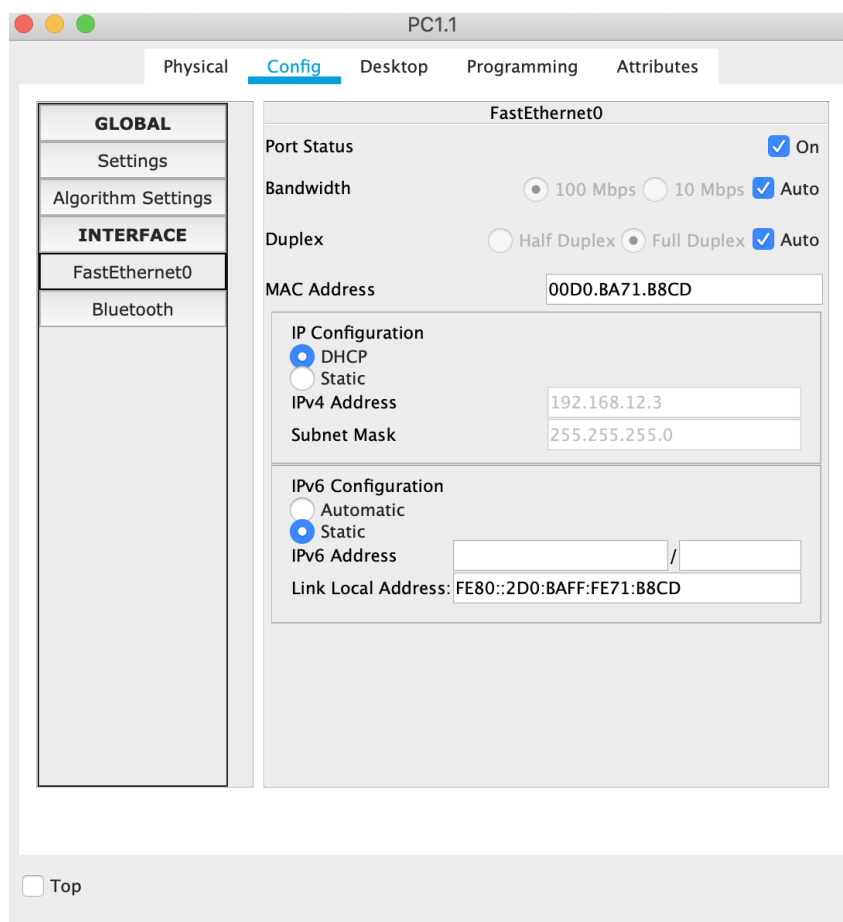 PC1.1
Physical Config Desktop Programming Attributes
GLOBAL
Settings
Algorithm Settings
INTERFACE
FastEthernet0
Bluetooth
FastEthernet0
Port Status On
Bandwidth 100 Mbps 10 Mbps Auto
Duplex Half Duplex Full Duplex Auto
MAC Address 00D0.BA71.B8CD
IP Configuration
DHCP
Static
IPv4 Address 192.168.12.3
Subnet Mask 255.255.255.0
IPv6 Configuration
Automatic
Static
IPv6 Address /
Link Local Address: FE80::2D0:BAFF:FE71:B8CD
Top